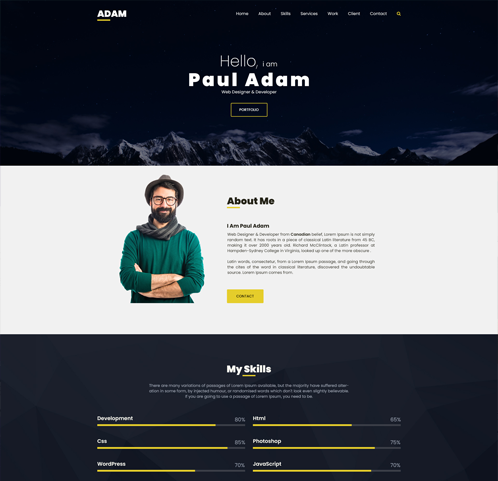 ADAM
Home About Skills Services Work Client Contact
Hello, i am
Paul Adam
Web Designer & Developer
PORTFOLIO
About Me
I Am Paul Adam
Web Designer & Developer from Canadian belief, Lorem Ipsum is not simply
random text. It has roots in a piece of classical Latin literature from 45 BC,
making it over 2000 years old. Richard McClintock, a Latin professor at
Hampden-Sydney College in Virginia, looked up one of the more obscure.
Latin words, consectetur, from a Lorem Ipsum passage, and going through
the cites of the word in classical literature, discovered the undoubtable
source. Lorem Ipsum comes from.
CONTACT
My Skills
There are many variations of passages of Lorem Ipsum available, but the majority have suffered alter-
ation in some form, by injected humour, or randomised words which don't look even slightly believable.
If you are going to use a passage of Lorem Ipsum, you need to be
Development 80% Html 65%
Css 85% Photoshop 75%
WordPress 70% JavaScript 70%